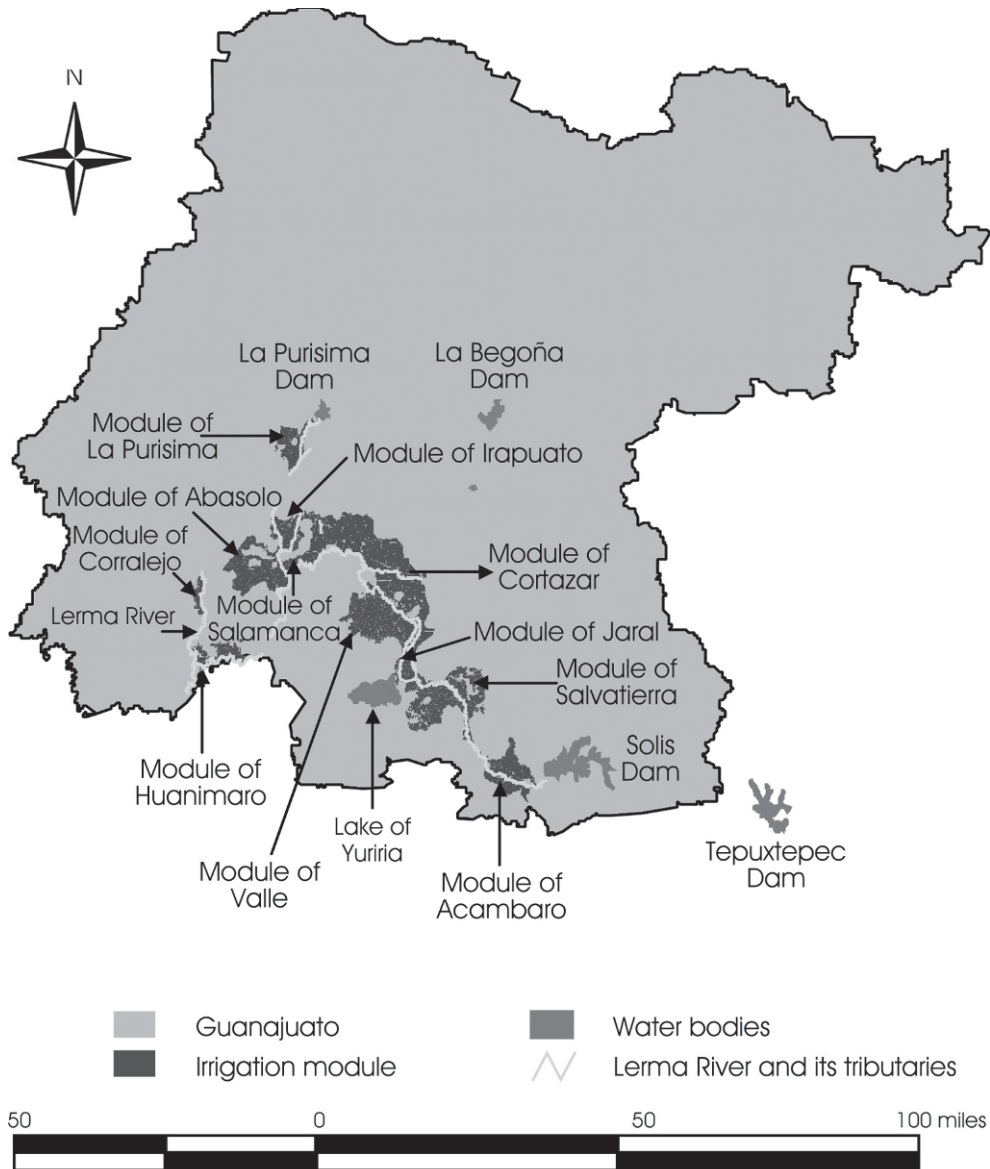 N
La Purisima
Dam
La Begoña
Dam
Module of
La Purisima
Module of Irapuato
Module of Abasolo
Module of
Corralejo
Module of
Cortazar
Lerma River
Module of
Salamanca
Module of Jaral
Module of
Salvatierra
Solis
Dam
Module of
Huanimaro
Lake of
Yuriria
Tepuxtepec
Dam
Module of
Valle
Module of
Acambaro
Guanajuato
Water bodies
Irrigation module
Lerma River and its tributaries
50 0 50 100 miles